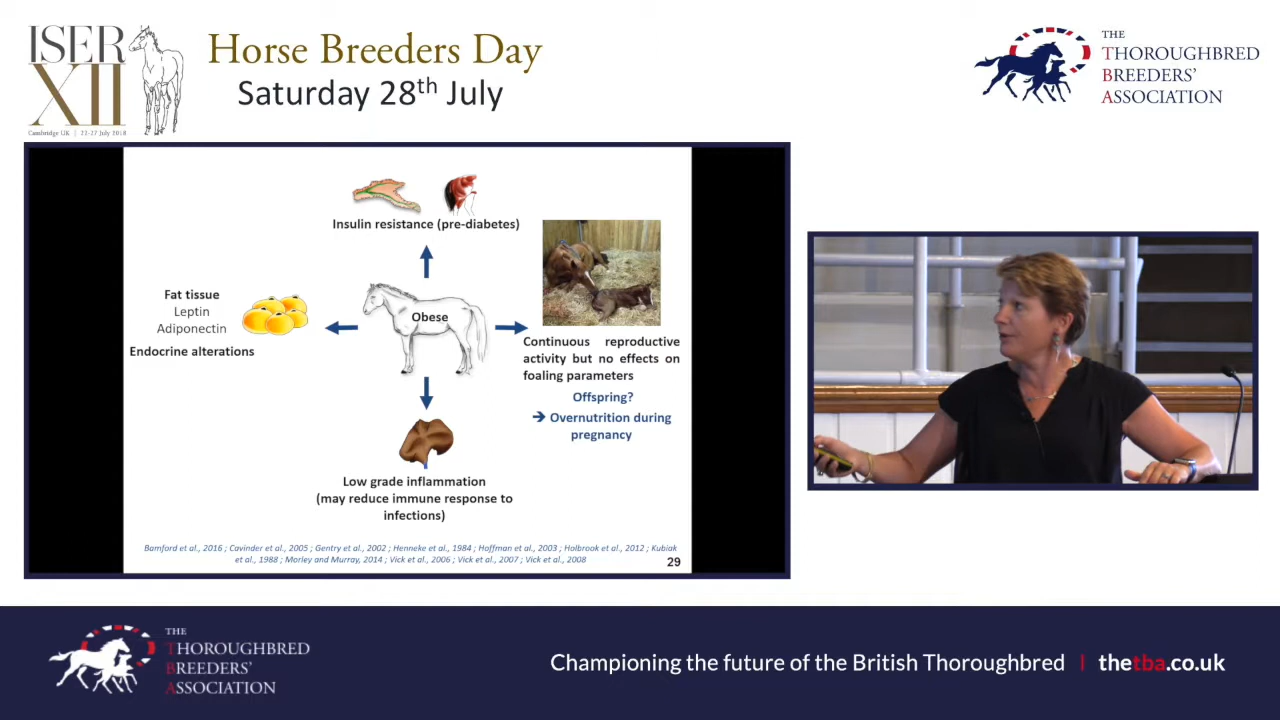 ISER
XII
Cambridge UK | 22-27 July 2018
Horse Breeders Day
Saturday 28th July
THE
THOROUGHBRED
BREEDERS'
ASSOCIATION
Insulin resistance (pre-diabetes)
Fat tissue
Leptin
Adiponectin
Endocrine alterations
Obese
Continuous reproductive
activity but no effects on
foaling parameters
Offspring?
➔ Overnutrition during
pregnancy
Low grade inflammation
(may reduce immune response to
infections)
Bamford et al., 2016 ; Cavinder et al., 2005 ; Gentry et al., 2002 ; Henneke et al., 1984 ; Hoffman et al., 2003 ; Holbrook et al., 2012 ; Kubiak
et al., 1988 ; Morley and Murray, 2014 ; Vick et al., 2006 ; Vick et al., 2007 ; Vick et al., 2008
29
THE
THOROUGHBRED
BREEDERS'
ASSOCIATION
Championing the future of the British Thoroughbred | thetba.co.uk